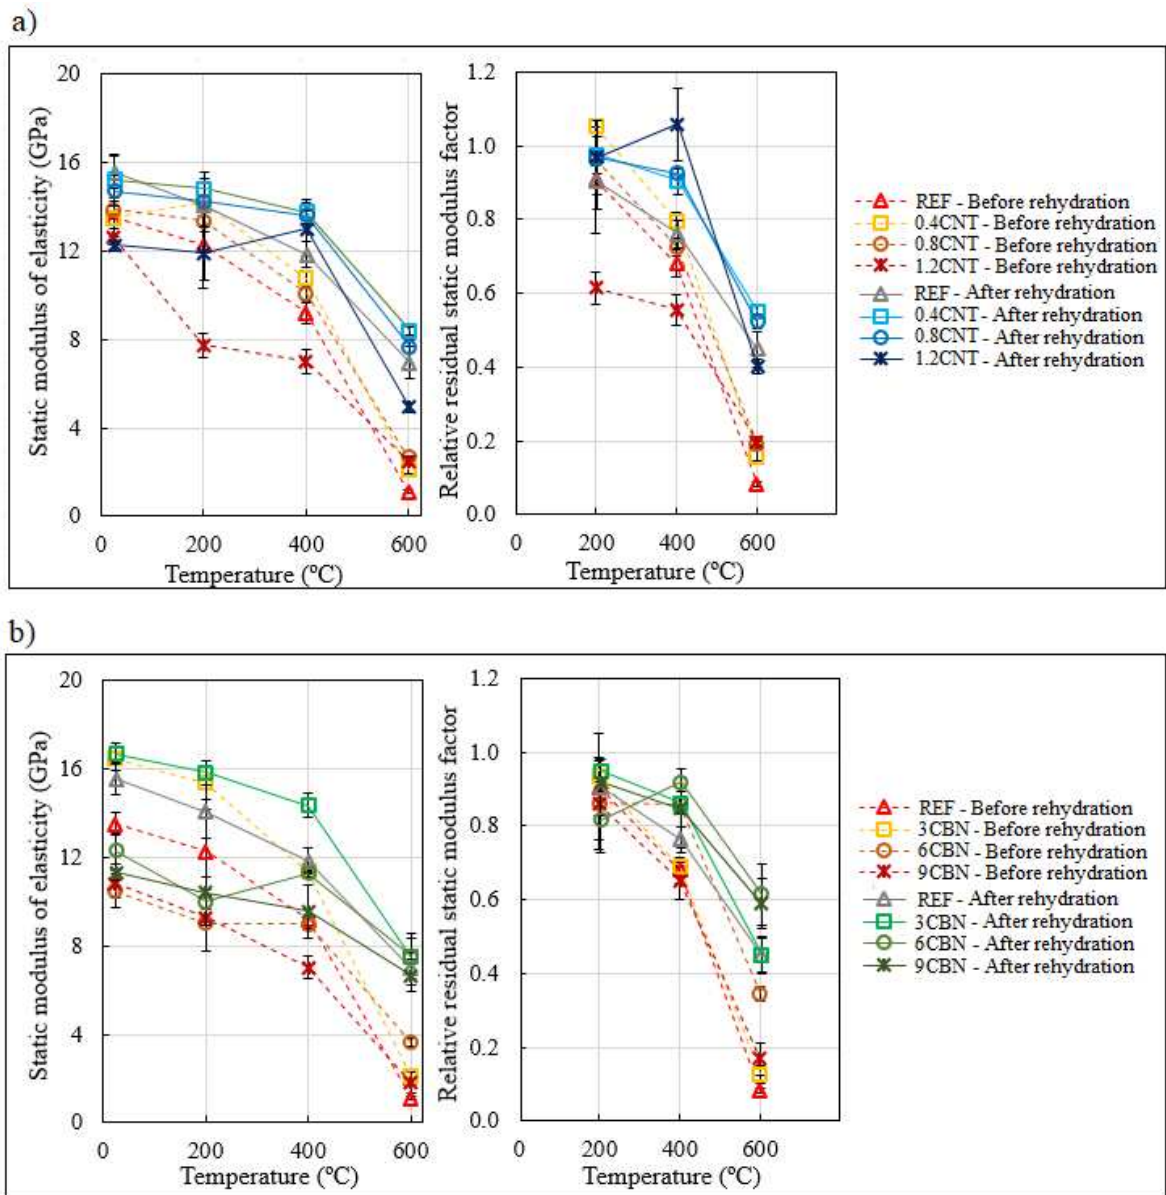 a)
Static modulus of elasticity (GPa)
20
16
12
8
4
0
0 200 400 600
Temperature (ºC)
Relative residual static modulus factor
1.2
1.0
0.8
0.6
0.4
0.2
0.0
0 200 400 600
Temperature (ºC)
REF - Before rehydration
0.4CNT - Before rehydration
0.8CNT - Before rehydration
1.2CNT - Before rehydration
REF - After rehydration
0.4CNT - After rehydration
0.8CNT - After rehydration
1.2CNT - After rehydration
b)
Static modulus of elasticity (GPa)
20
16
12
8
4
0
0 200 400 600
Temperature (ºC)
Relative residual static modulus factor
1.2
1.0
0.8
0.6
0.4
0.2
0.0
0 200 400 600
Temperature (ºC)
REF - Before rehydration
3CBN - Before rehydration
6CBN - Before rehydration
9CBN - Before rehydration
REF - After rehydration
3CBN - After rehydration
6CBN - After rehydration
9CBN - After rehydration